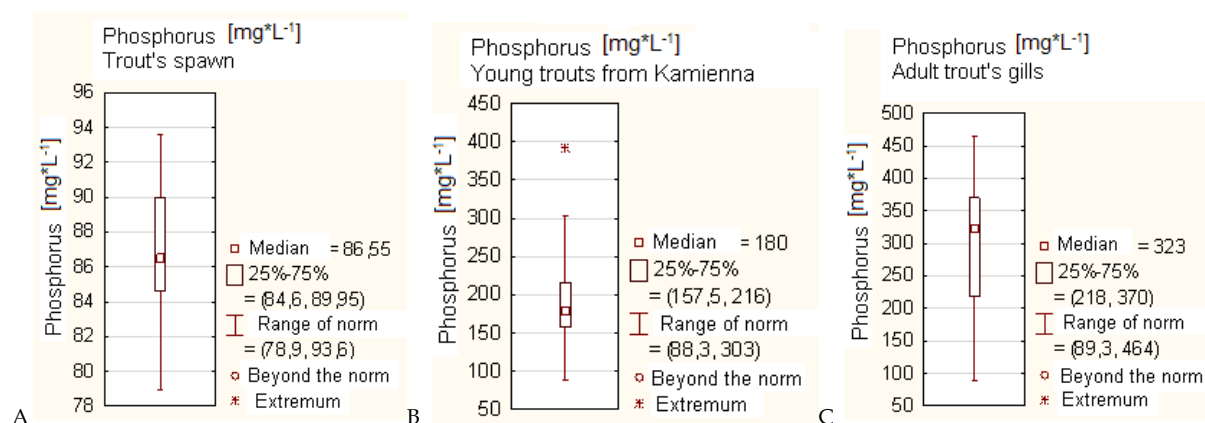 Phosphorus [mg*L-1]
Trout's spawn
Phosphorus [mg*L-1]
96
94
92
90
88
86
84
82
80
78
Median = 86,55
25%-75%
= (84,6, 89,95)
Range of norm
= (78,9, 93,6)
Beyond the norm
Extremum
A
Phosphorus [mg*L-1]
Young trouts from Kamienna
Phosphorus [mg*L-1]
450
400
350
300
250
200
150
100
50
Median = 180
25%-75%
= (157,5, 216)
Range of norm
= (88,3, 303)
Beyond the norm
Extremum
B
Phosphorus [mg*L-1]
Adult trout's gills
Phosphorus [mg*L-1]
500
450
400
350
300
250
200
150
100
50
Median = 323
25%-75%
= (218, 370)
Range of norm
= (89,3, 464)
Beyond the norm
Extremum
C